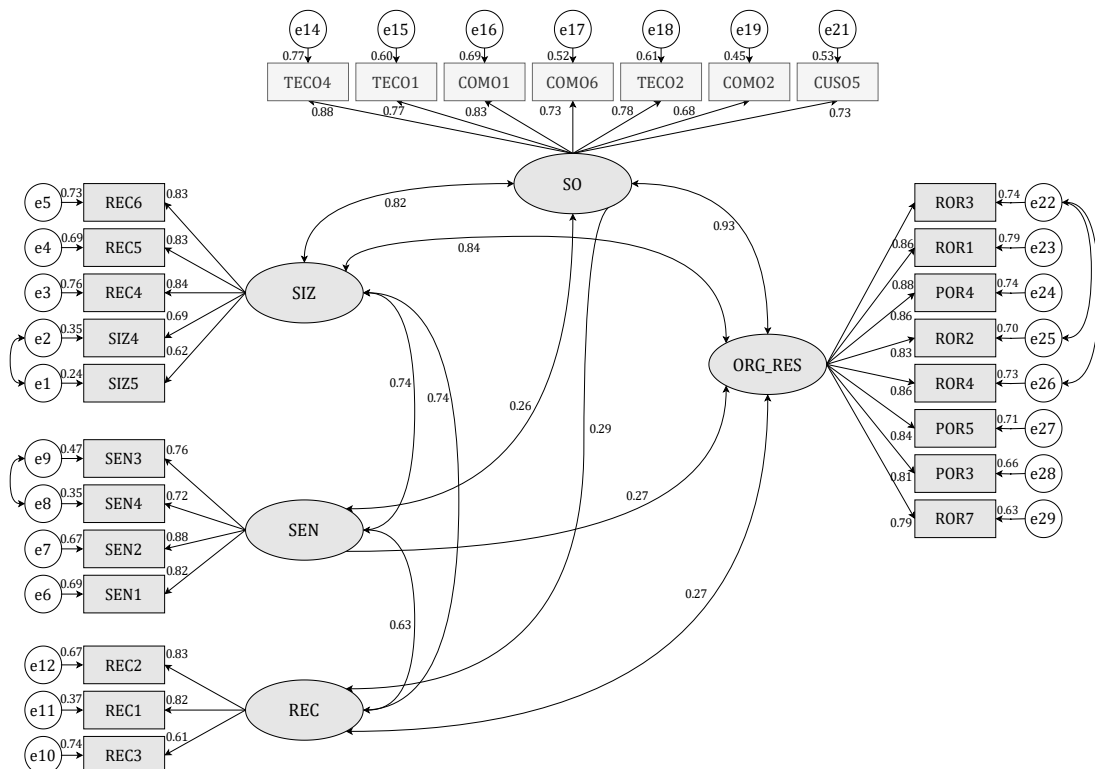 e14 e15 e16 e17 e18 e19 e21
0.77 0.60 0.69 0.52 0.61 0.45 0.53
TECO4 TECO1 COMO1 COMO6 TECO2 COMO2 CUSO5
0.88 0.77 0.83 0.73 0.78 0.68 0.73
SO
0.82
0.93
0.84
e5 0.73 REC6 0.83
e4 0.69 REC5 0.83
e3 0.76 REC4 0.84
e2 0.35 SIZ4 0.69
e1 0.24 SIZ5 0.62
SIZ
0.74
0.74
0.26
0.29
0.27
e9 0.47 SEN3 0.76
e8 0.35 SEN4 0.72
e7 0.67 SEN2 0.88
e6 0.69 SEN1 0.82
SEN
0.63
0.27
e12 0.67 REC2 0.83
e11 0.37 REC1 0.82
e10 0.74 REC3 0.61
REC
ORG_RES
ROR3 0.74 e22
0.86 ROR1 0.79 e23
0.88 POR4 0.74 e24
0.86 ROR2 0.70 e25
0.83 ROR4 0.73 e26
0.86 POR5 0.71 e27
0.84 POR3 0.66 e28
0.81 ROR7 0.63 e29
0.79